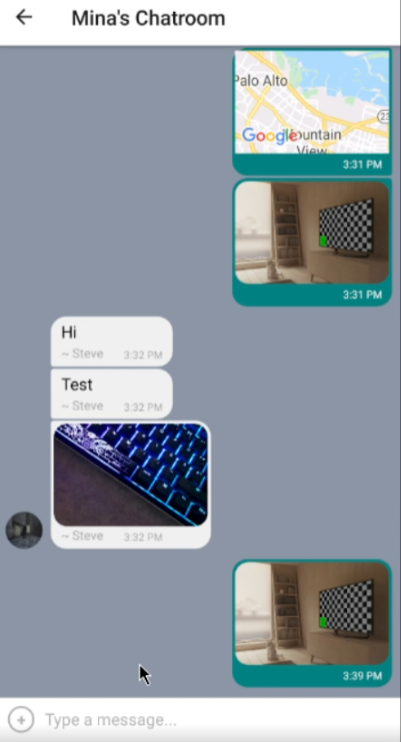 Mina's Chatroom
Palo Alto
23
Google
ountain
View
3:31 PM
3:31 PM
Hi
~ Steve 3:32 PM
Test
~ Steve 3:32 PM
~ Steve 3:32 PM
3:39 PM
Type a message...